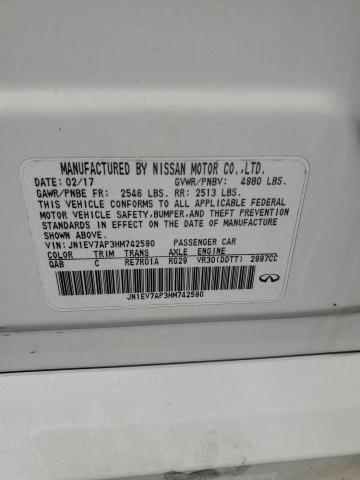 MANUFACTURED BY NISSAN MOTOR CO.,LTD.
DATE: 02/17 GVWR/PNBV: 4980 LBS.
GAWR/PNBE FR: 2546 LBS. RR: 2513 LBS.
THIS VEHICLE CONFORMS TO ALL APPLICABLE FEDERAL
MOTOR VEHICLE SAFETY,BUMPER,AND THEFT PREVENTION
STANDARDS IN EFFECT ON THE DATE OF MANUFACTURE
SHOWN ABOVE.
VIN: JN1EV7AP3HM742590 PASSENGER CAR
COLOR TRIM TRANS AXLE ENGINE
QAB C RE7R01A RG29 VR30(DDTT) 2997CC
JN1EV7AP3HM742590